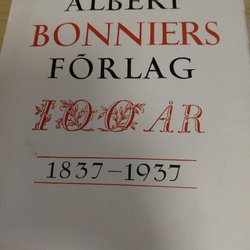 ALBERT
BONNIERS
FÖRLAG
100 ÅR
1837–1937